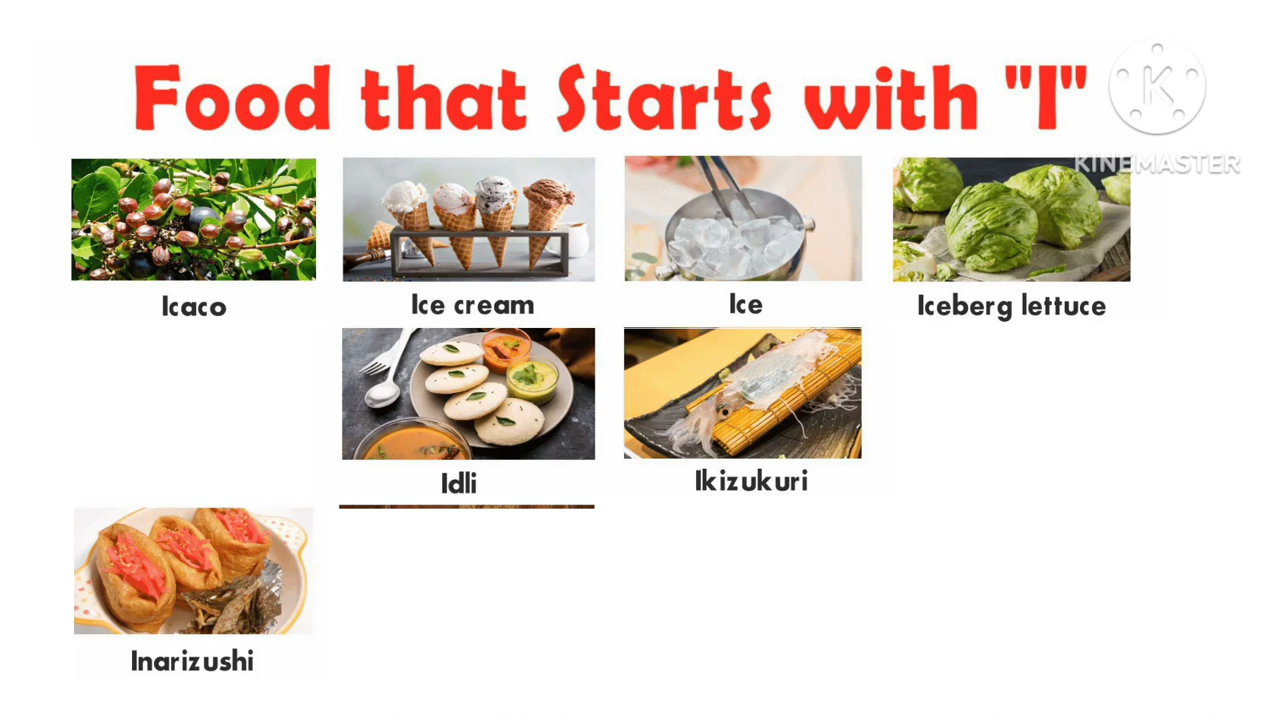 Food that Starts with "I"
KINEMASTER
Icaco
Ice cream
Ice
Iceberg lettuce
Idli
Ikizukuri
Inarizushi